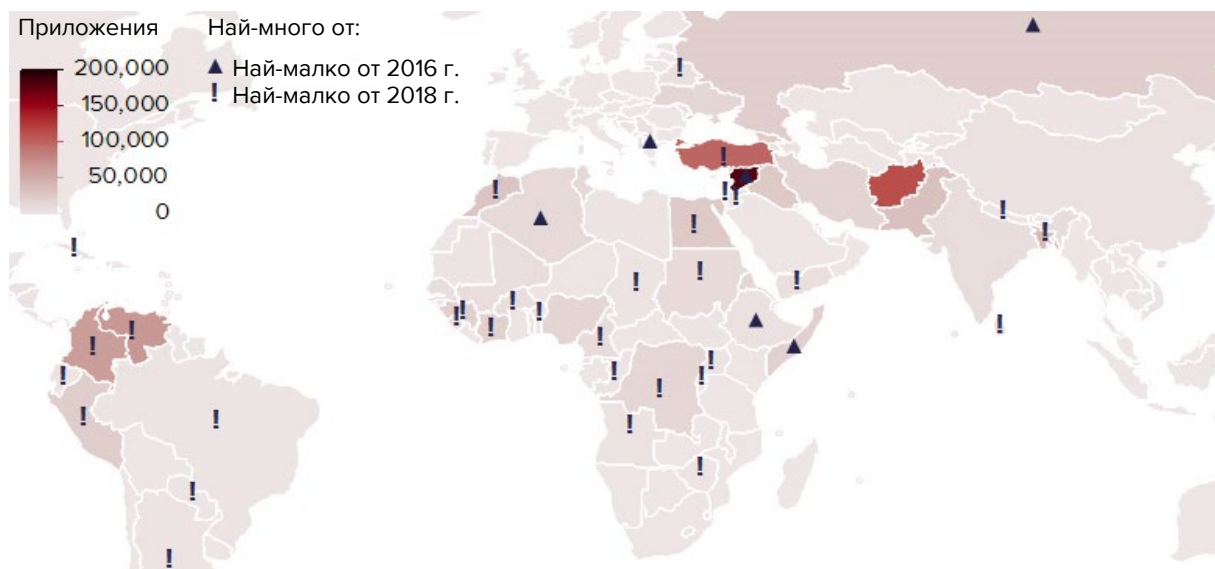 Приложения
200,000
150,000
100,000
50,000
0
Най-много от:
▲ Най-малко от 2016 г.
! Най-малко от 2018 г.